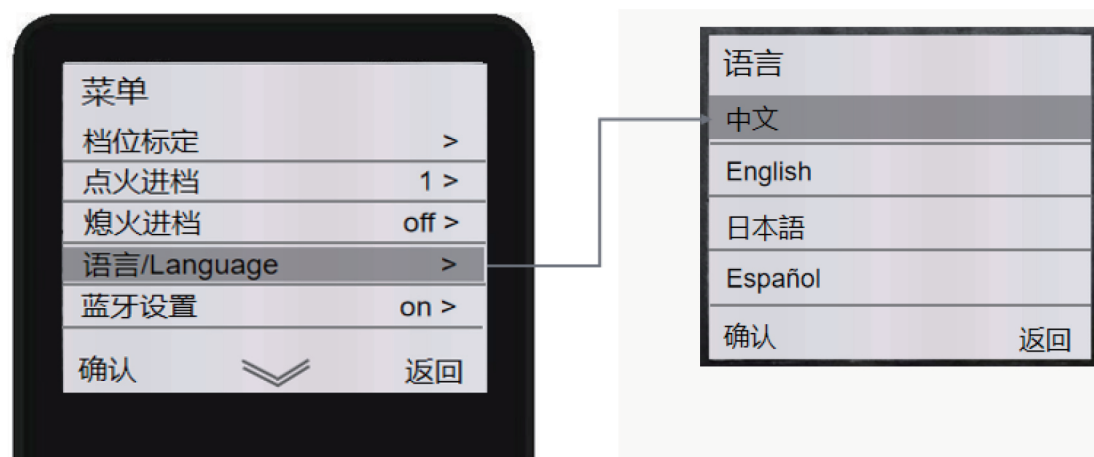 菜单
档位标定 >
点火进档 1 >
熄火进档 off >
语言/Language >
蓝牙设置 on >
确认 返回
语言
中文
English
日本語
Español
确认 返回